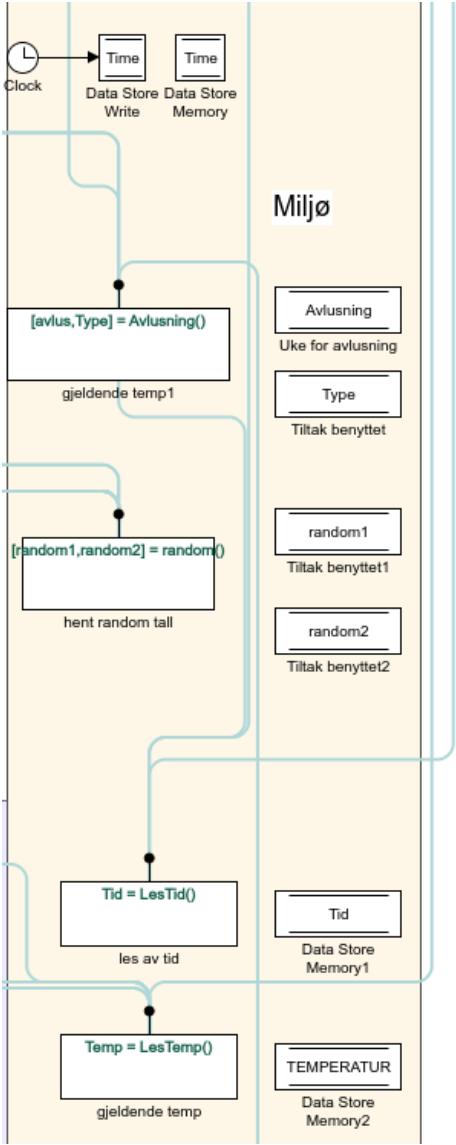 Time
Time
Clock
Data Store
Write
Data Store
Memory
Miljø
[avlus,Type] = Avlusning()
gjeldende temp1
Avlusning
Uke for avlusning
Type
Tiltak benyttet
[random1,random2] = random()
hent random tall
random1
Tiltak benyttet1
random2
Tiltak benyttet2
Tid = LesTid()
les av tid
Tid
Data Store
Memory1
Temp = LesTemp()
gjeldende temp
TEMPERATUR
Data Store
Memory2